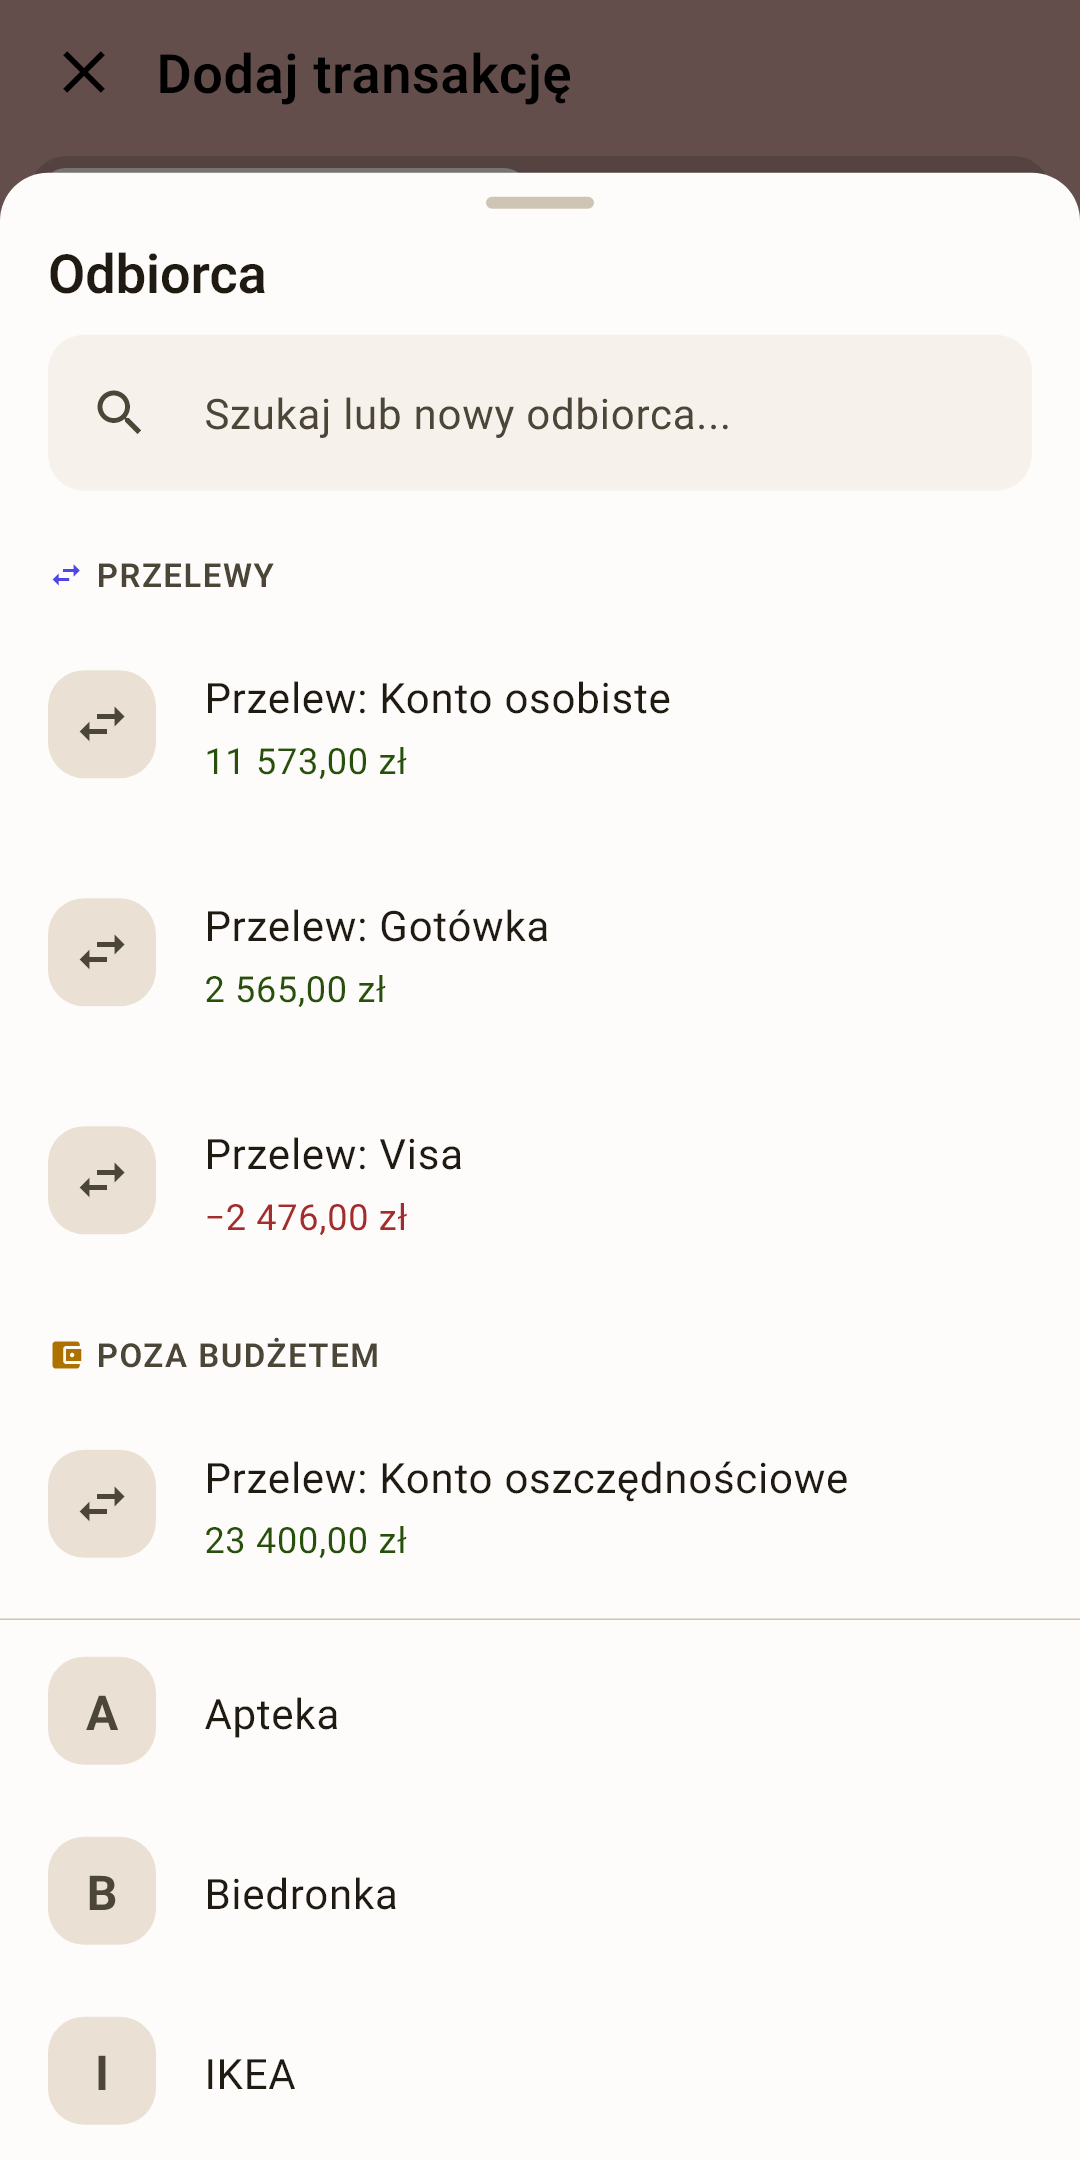 Dodaj transakcję
Odbiorca
Szukaj lub nowy odbiorca...
PRZELEWY
Przelew: Konto osobiste
11 573,00 zł
Przelew: Gotówka
2 565,00 zł
Przelew: Visa
−2 476,00 zł
POZA BUDŻETEM
Przelew: Konto oszczędnościowe
23 400,00 zł
A
Apteka
B
Biedronka
I
IKEA